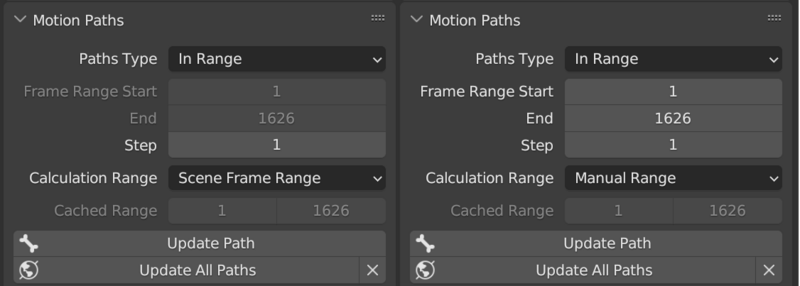 Motion Paths
Paths Type In Range
Frame Range Start 1
End 1626
Step 1
Calculation Range Scene Frame Range
Cached Range 1 1626
Update Path
Update All Paths
Motion Paths
Paths Type In Range
Frame Range Start 1
End 1626
Step 1
Calculation Range Manual Range
Cached Range 1 1626
Update Path
Update All Paths